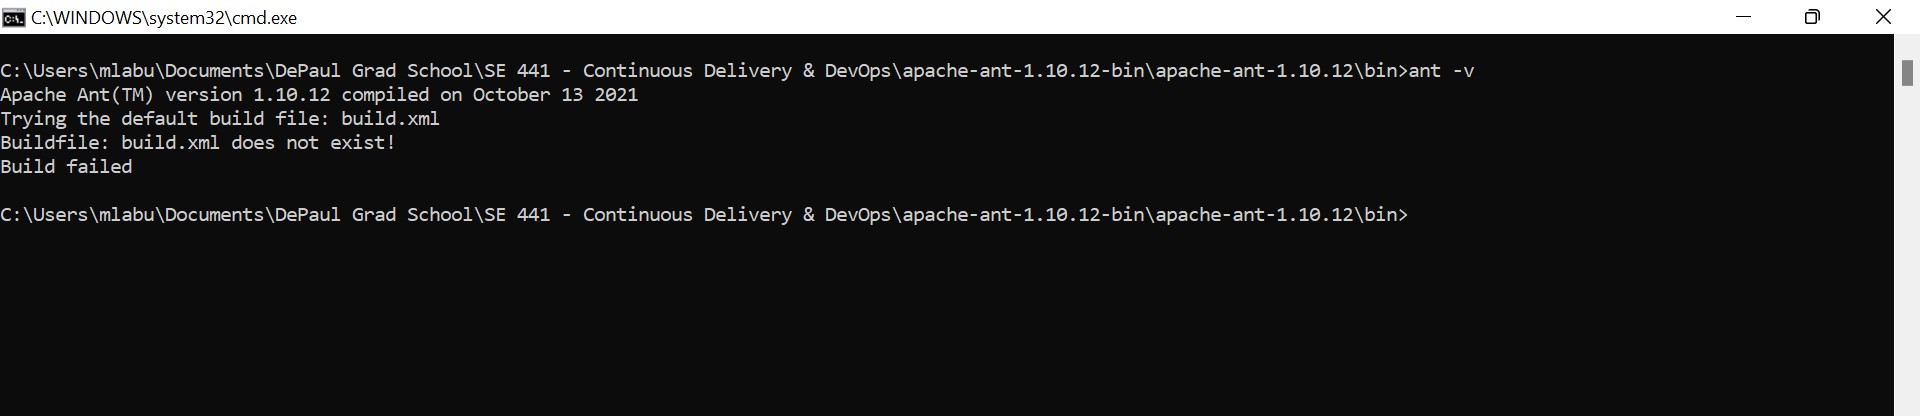 C:\WINDOWS\system32\cmd.exe
C:\Users\mlabu\Documents\DePaul Grad School\SE 441 - Continuous Delivery & DevOps\apache-ant-1.10.12-bin\apache-ant-1.10.12\bin>ant -v
Apache Ant(TM) version 1.10.12 compiled on October 13 2021
Trying the default build file: build.xml
Buildfile: build.xml does not exist!
Build failed
C:\Users\mlabu\Documents\DePaul Grad School\SE 441 - Continuous Delivery & DevOps\apache-ant-1.10.12-bin\apache-ant-1.10.12\bin>